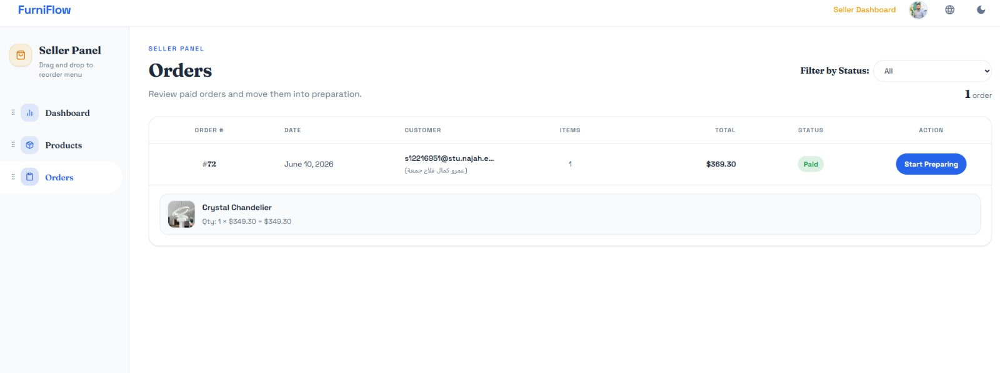 FurniFlow
Seller Dashboard
Seller Panel
Drag and drop to
reorder menu
Dashboard
Products
Orders
SELLER PANEL
Orders
Review paid orders and move them into preparation.
Filter by Status: All
1 order
ORDER # DATE CUSTOMER ITEMS TOTAL STATUS ACTION
#72 June 10, 2026 s12216951@stu.najah.e... 1 $369.30 Paid Start Preparing
(عمرو كمال فلاح جمعة)
Crystal Chandelier
Qty: 1 × $349.30 = $349.30